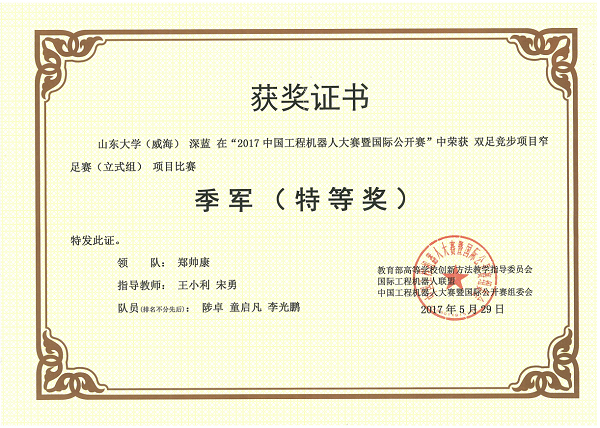 获奖证书
山东大学（威海） 深蓝 在“2017中国工程机器人大赛暨国际公开赛”中荣获 双足竞步项目窄
足赛（立式组） 项目比赛
季军（特等奖）
特发此证。
领　队： 郑帅康
指导教师： 王小利 宋勇
队员(排名不分先后)： 陟卓 童启凡 李光鹏
教育部高等学校创新方法教学指导委员会
国际工程机器人联盟
中国工程机器人大赛暨国际公开赛组委会
2017 年 5 月 29 日